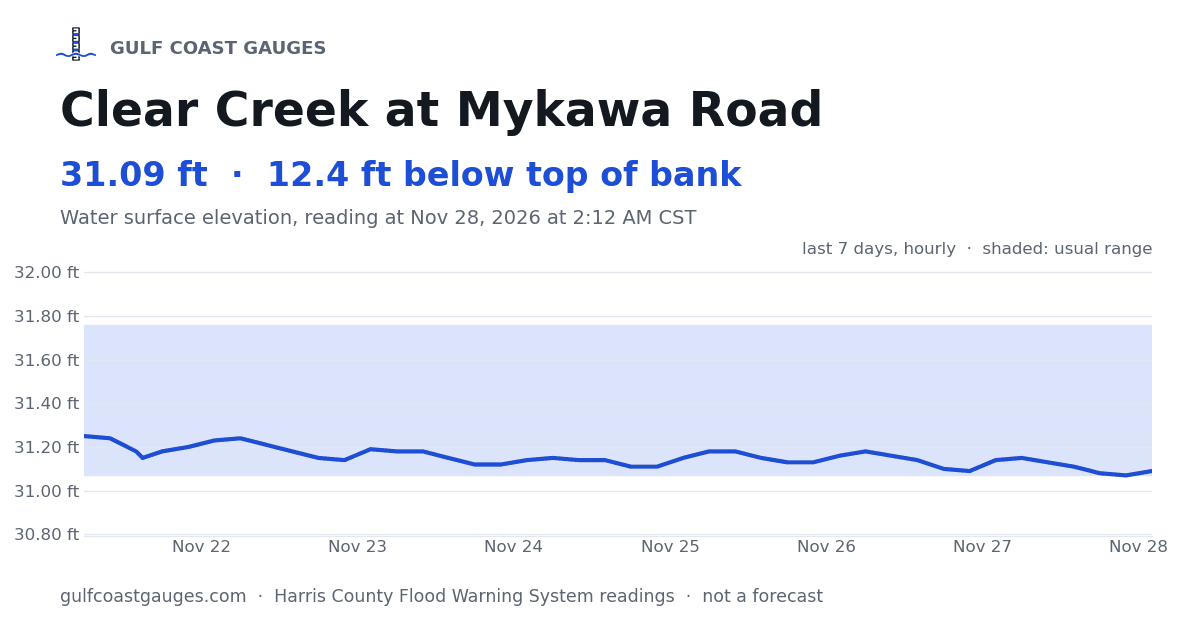 GULF COAST GAUGES
Clear Creek at Mykawa Road
31.09 ft · 12.4 ft below top of bank
Water surface elevation, reading at Nov 28, 2026 at 2:12 AM CST
last 7 days, hourly · shaded: usual range
32.00 ft
31.80 ft
31.60 ft
31.40 ft
31.20 ft
31.00 ft
30.80 ft
Nov 22 Nov 23 Nov 24 Nov 25 Nov 26 Nov 27 Nov 28
gulfcoastgauges.com · Harris County Flood Warning System readings · not a forecast